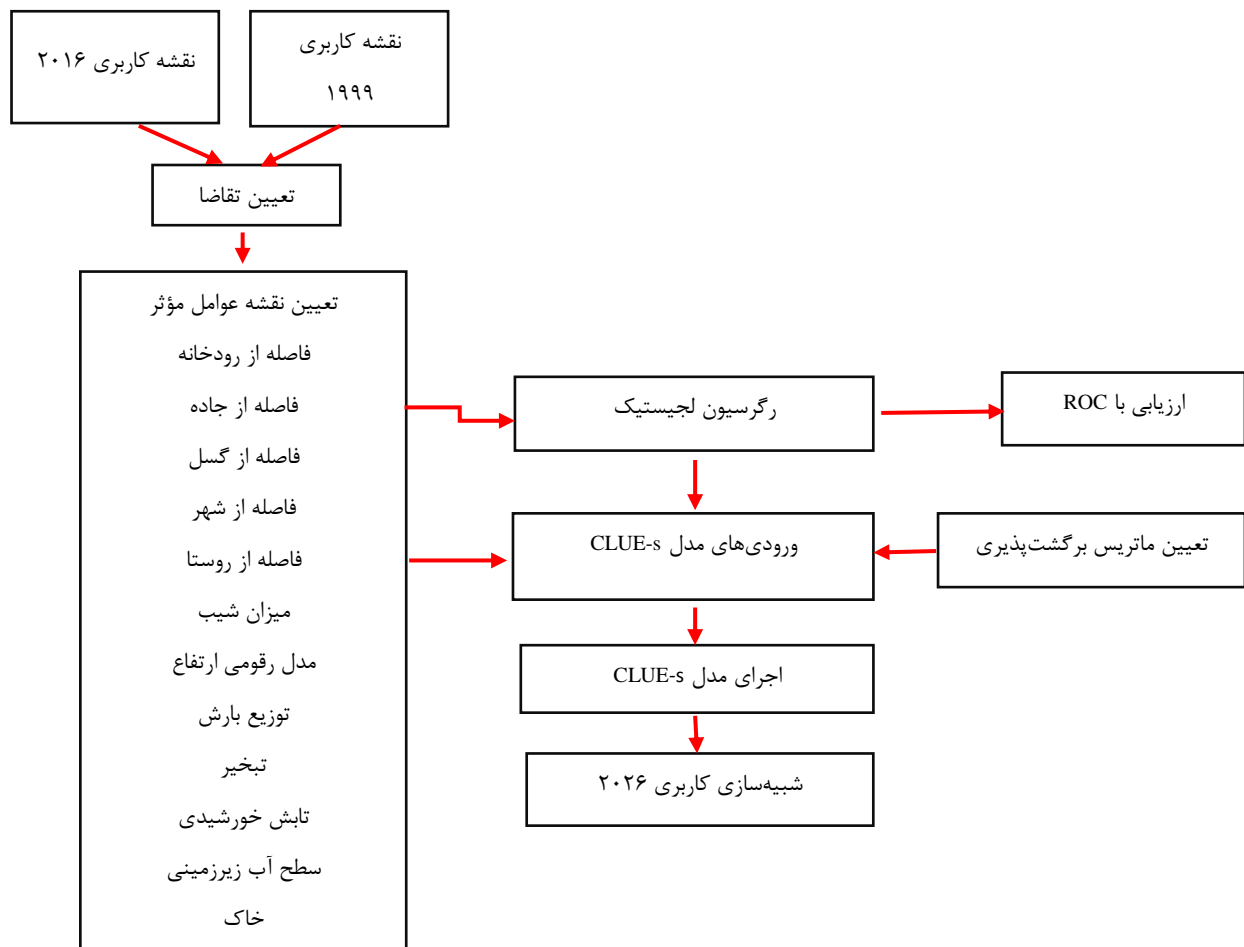 نقشه کاربری
۱۹۹۹
نقشه کاربری ۲۰۱۶
تعیین تقاضا
تعیین نقشه عوامل مؤثر
فاصله از رودخانه
فاصله از جاده
فاصله از گسل
فاصله از شهر
فاصله از روستا
میزان شیب
مدل رقومی ارتفاع
توزیع بارش
تبخیر
تابش خورشیدی
سطح آب زیرزمینی
خاک
رگرسیون لجیستیک
ارزیابی با ROC
ورودی‌های مدل CLUE-s
تعیین ماتریس برگشت‌پذیری
اجرای مدل CLUE-s
شبیه‌سازی کاربری ۲۰۲۶